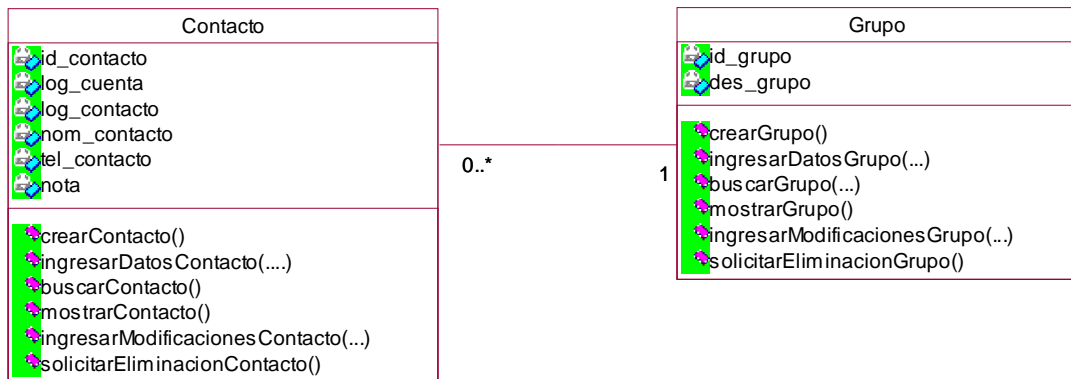 Contacto
id_contacto
log_cuenta
log_contacto
nom_contacto
tel_contacto
nota
crearContacto()
ingresarDatosContacto(....)
buscarContacto()
mostrarContacto()
ingresarModificacionesContacto(...)
solicitarEliminacionContacto()
0..*
1
Grupo
id_grupo
des_grupo
crearGrupo()
ingresarDatosGrupo(...)
buscarGrupo(...)
mostrarGrupo()
ingresarModificacionesGrupo(...)
solicitarEliminacionGrupo()